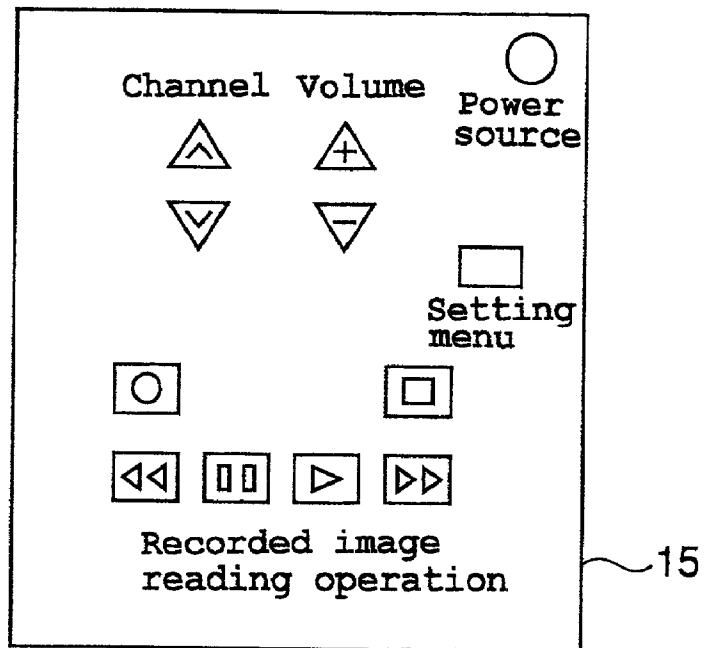 Channel Volume
Power
source
Setting
menu
Recorded image
reading operation
15